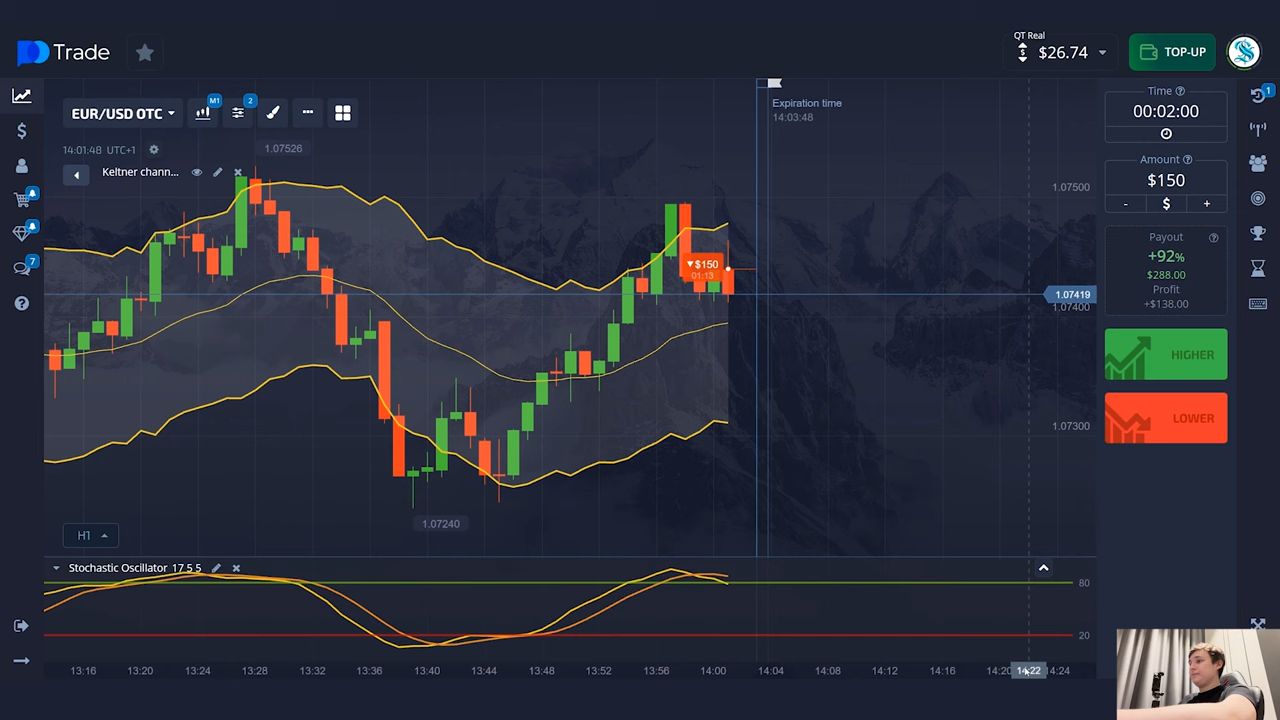 Trade
QT Real
$26.74
TOP-UP
EUR/USD OTC
M1
2
14:01:48 UTC+1
1.07526
Keltner chann...
Expiration time
14:03:48
1.07500
1.07419
1.07400
1.07300
▼$150
01:13
1.07240
H1
Stochastic Oscillator 17 5 5
80
20
13:16 13:20 13:24 13:28 13:32 13:36 13:40 13:44 13:48 13:52 13:56 14:00 14:04 14:08 14:12 14:16 14:20 14:22 14:24
Time
00:02:00
Amount
$150
- $ +
Payout
+92%
$288.00
Profit
+$138.00
HIGHER
LOWER
7
1